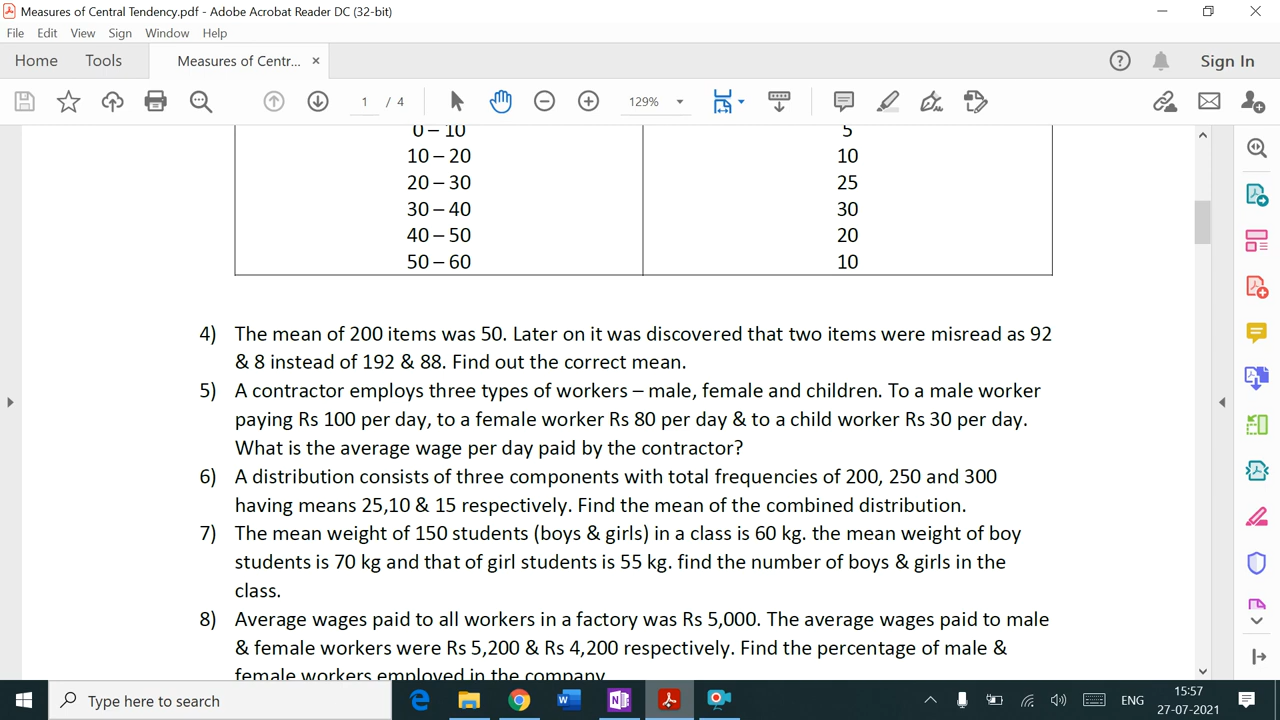 Measures of Central Tendency.pdf - Adobe Acrobat Reader DC (32-bit)
File Edit View Sign Window Help
Home Tools Measures of Centr... × Sign In
1 / 4 129%
0 – 10 5
10 – 20 10
20 – 30 25
30 – 40 30
40 – 50 20
50 – 60 10
4) The mean of 200 items was 50. Later on it was discovered that two items were misread as 92
& 8 instead of 192 & 88. Find out the correct mean.
5) A contractor employs three types of workers – male, female and children. To a male worker
paying Rs 100 per day, to a female worker Rs 80 per day & to a child worker Rs 30 per day.
What is the average wage per day paid by the contractor?
6) A distribution consists of three components with total frequencies of 200, 250 and 300
having means 25,10 & 15 respectively. Find the mean of the combined distribution.
7) The mean weight of 150 students (boys & girls) in a class is 60 kg. the mean weight of boy
students is 70 kg and that of girl students is 55 kg. find the number of boys & girls in the
class.
8) Average wages paid to all workers in a factory was Rs 5,000. The average wages paid to male
& female workers were Rs 5,200 & Rs 4,200 respectively. Find the percentage of male &
female workers employed in the company
Type here to search ENG 15:57
27-07-2021